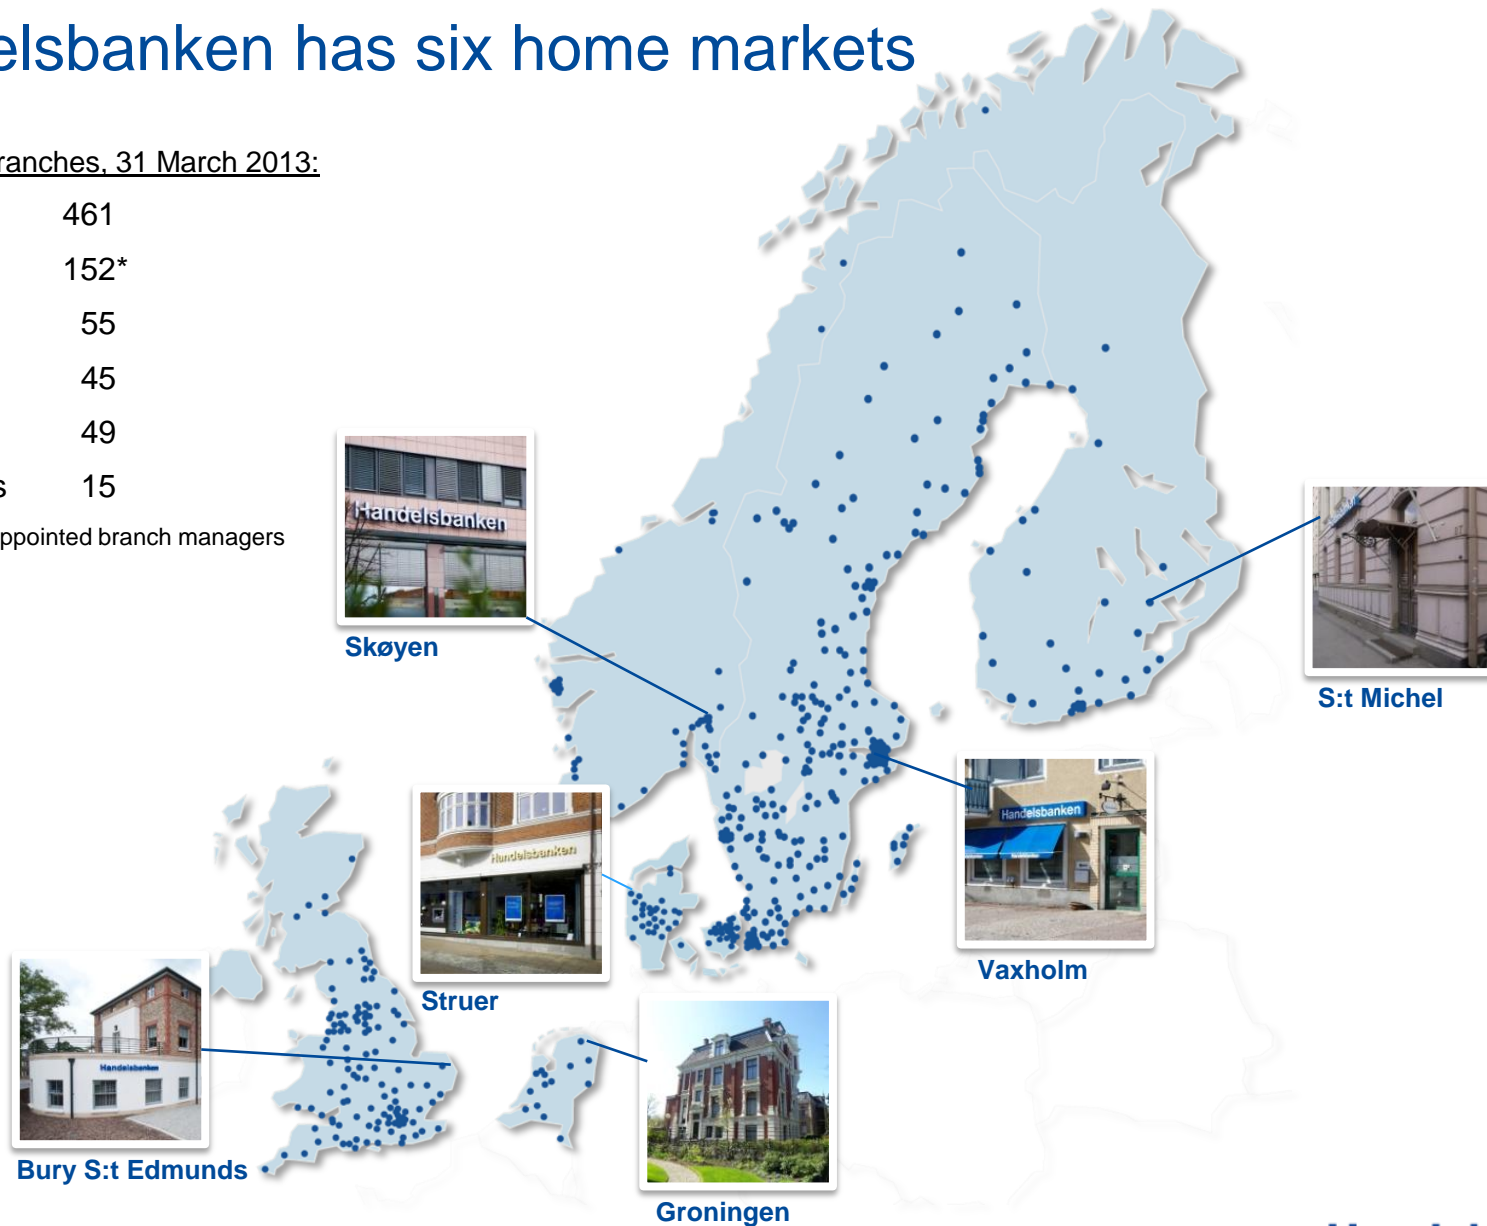 elsbanken has six home markets
ranches, 31 March 2013:
461
152*
55
45
49
s 15
ppointed branch managers
Handelsbanken
Skøyen
S:t Michel
Handelsbanken
Vaxholm
Handelsbanken
Struer
Handelsbanken
Bury S:t Edmunds
Groningen